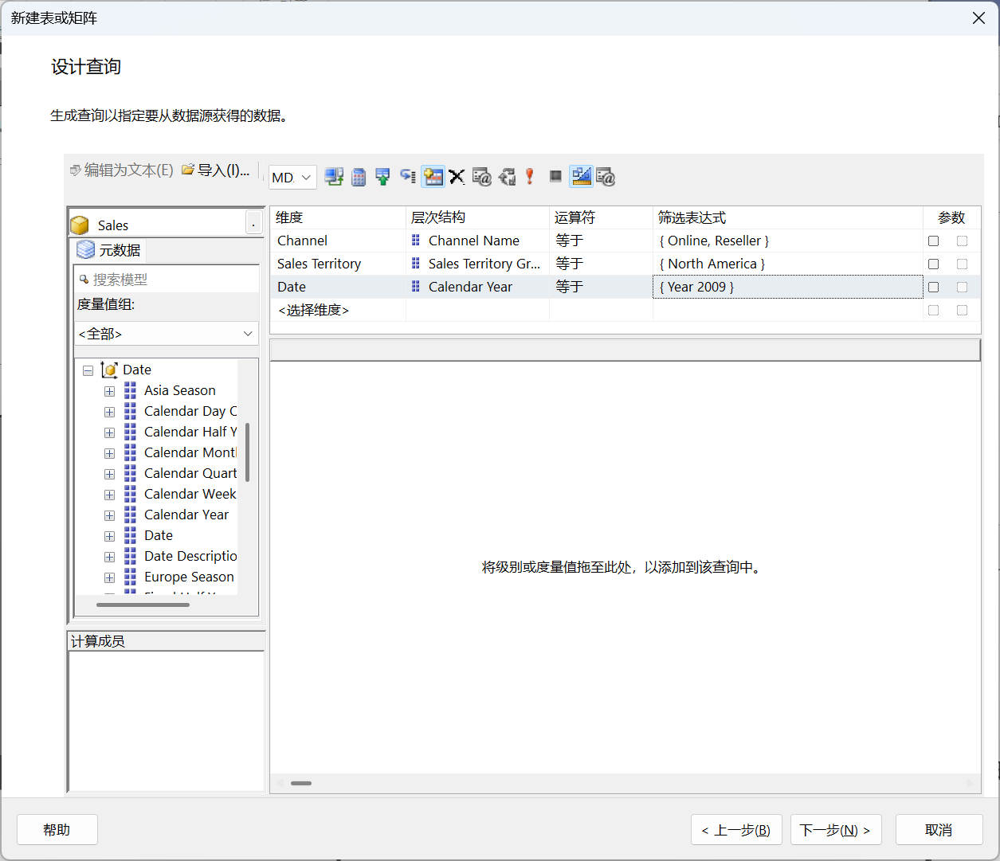 新建表或矩阵
设计查询
生成查询以指定要从数据源获得的数据。
编辑为文本(E) 导入(I)...
MD.
Sales .
元数据
搜索模型
度量值组:
<全部>
Date
Asia Season
Calendar Day
Calendar Half Y
Calendar Mont
Calendar Quart
Calendar Week
Calendar Year
Date
Date Descriptio
Europe Season
计算成员
维度 层次结构 运算符 筛选表达式 参数
Channel Channel Name 等于 { Online, Reseller }
Sales Territory Sales Territory Gr... 等于 { North America }
Date Calendar Year 等于 { Year 2009 }
<选择维度>
将级别或度量值拖至此处，以添加到该查询中。
帮助 < 上一步(B) 下一步(N) > 取消